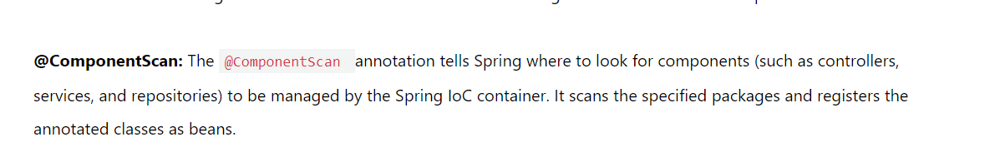 @ComponentScan: The @ComponentScan annotation tells Spring where to look for components (such as controllers,
services, and repositories) to be managed by the Spring IoC container. It scans the specified packages and registers the
annotated classes as beans.